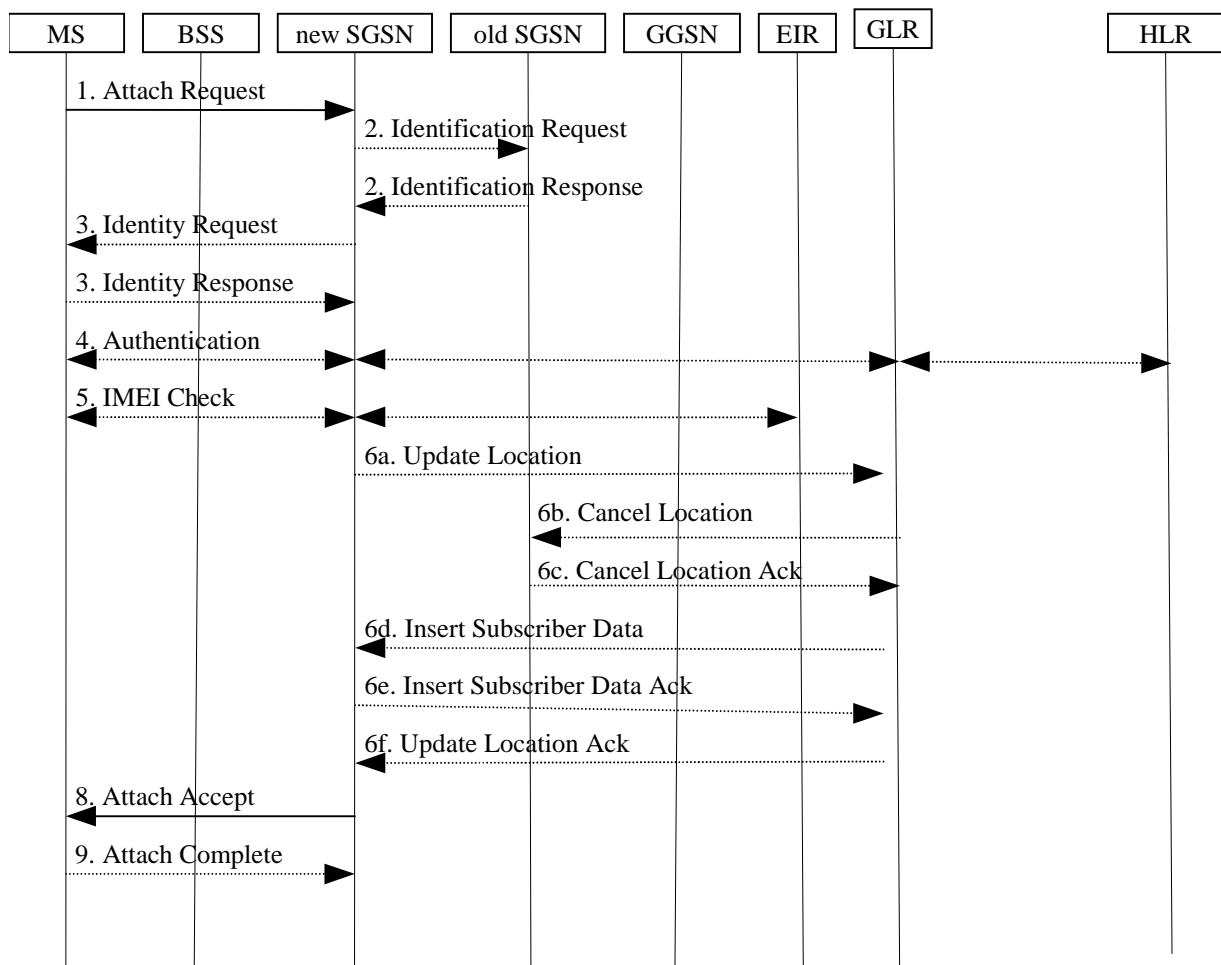 MS BSS new SGSN old SGSN GGSN EIR GLR HLR
1. Attach Request
2. Identification Request
2. Identification Response
3. Identity Request
3. Identity Response
4. Authentication
5. IMEI Check
6a. Update Location
6b. Cancel Location
6c. Cancel Location Ack
6d. Insert Subscriber Data
6e. Insert Subscriber Data Ack
6f. Update Location Ack
8. Attach Accept
9. Attach Complete